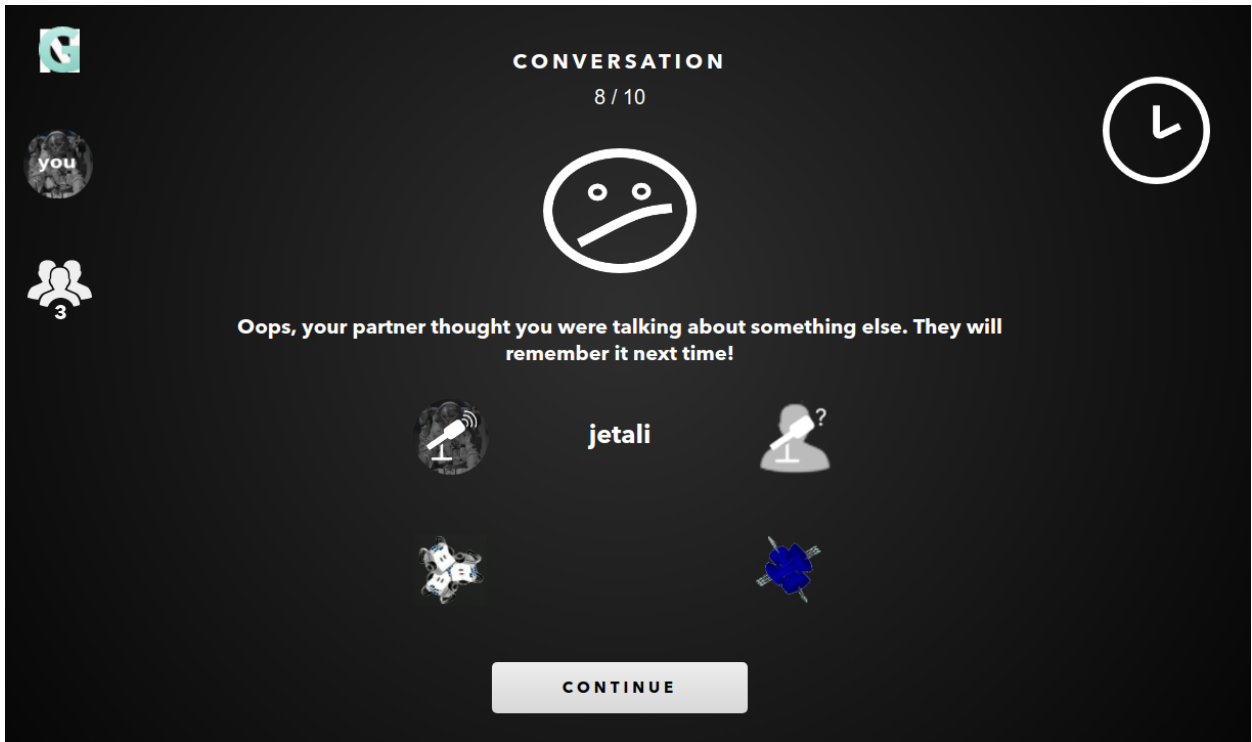 G
CONVERSATION
8 / 10
you
3
Oops, your partner thought you were talking about something else. They will
remember it next time!
?
jetali
CONTINUE